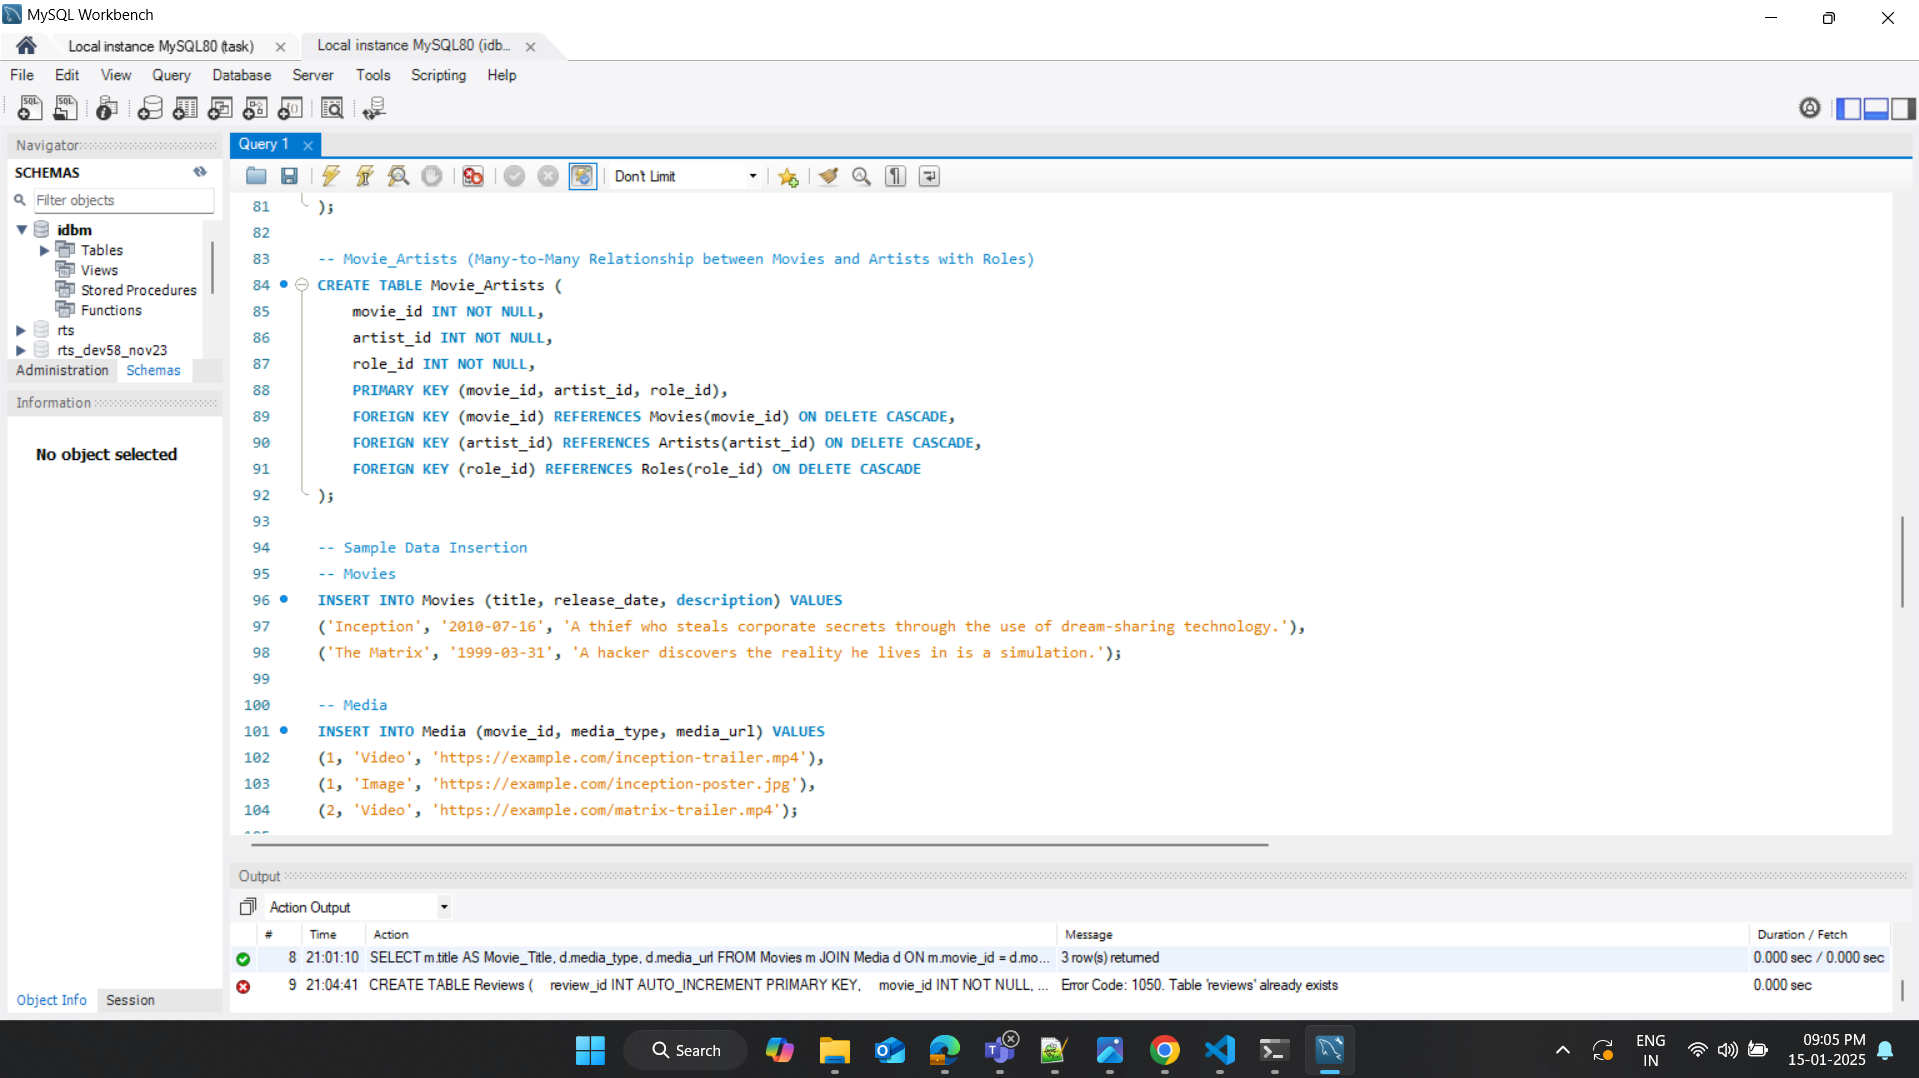 MySQL Workbench
Local instance MySQL80 (task)
Local instance MySQL80 (idb...
File Edit View Query Database Server Tools Scripting Help
Navigator
SCHEMAS
Filter objects
idbm
Tables
Views
Stored Procedures
Functions
rts
rts_dev58_nov23
Administration Schemas
Information
No object selected
Object Info Session
Query 1
Don't Limit
81 );
82
83 -- Movie_Artists (Many-to-Many Relationship between Movies and Artists with Roles)
84 CREATE TABLE Movie_Artists (
85 movie_id INT NOT NULL,
86 artist_id INT NOT NULL,
87 role_id INT NOT NULL,
88 PRIMARY KEY (movie_id, artist_id, role_id),
89 FOREIGN KEY (movie_id) REFERENCES Movies(movie_id) ON DELETE CASCADE,
90 FOREIGN KEY (artist_id) REFERENCES Artists(artist_id) ON DELETE CASCADE,
91 FOREIGN KEY (role_id) REFERENCES Roles(role_id) ON DELETE CASCADE
92 );
93
94 -- Sample Data Insertion
95 -- Movies
96 INSERT INTO Movies (title, release_date, description) VALUES
97 ('Inception', '2010-07-16', 'A thief who steals corporate secrets through the use of dream-sharing technology.'),
98 ('The Matrix', '1999-03-31', 'A hacker discovers the reality he lives in is a simulation.');
99
100 -- Media
101 INSERT INTO Media (movie_id, media_type, media_url) VALUES
102 (1, 'Video', 'https://example.com/inception-trailer.mp4'),
103 (1, 'Image', 'https://example.com/inception-poster.jpg'),
104 (2, 'Video', 'https://example.com/matrix-trailer.mp4');
Output
Action Output
# Time Action Message Duration / Fetch
8 21:01:10 SELECT m.title AS Movie_Title, d.media_type, d.media_url FROM Movies m JOIN Media d ON m.movie_id = d.mo... 3 row(s) returned 0.000 sec / 0.000 sec
9 21:04:41 CREATE TABLE Reviews ( review_id INT AUTO_INCREMENT PRIMARY KEY, movie_id INT NOT NULL, ... Error Code: 1050. Table 'reviews' already exists 0.000 sec
Search
ENG
IN
09:05 PM
15-01-2025